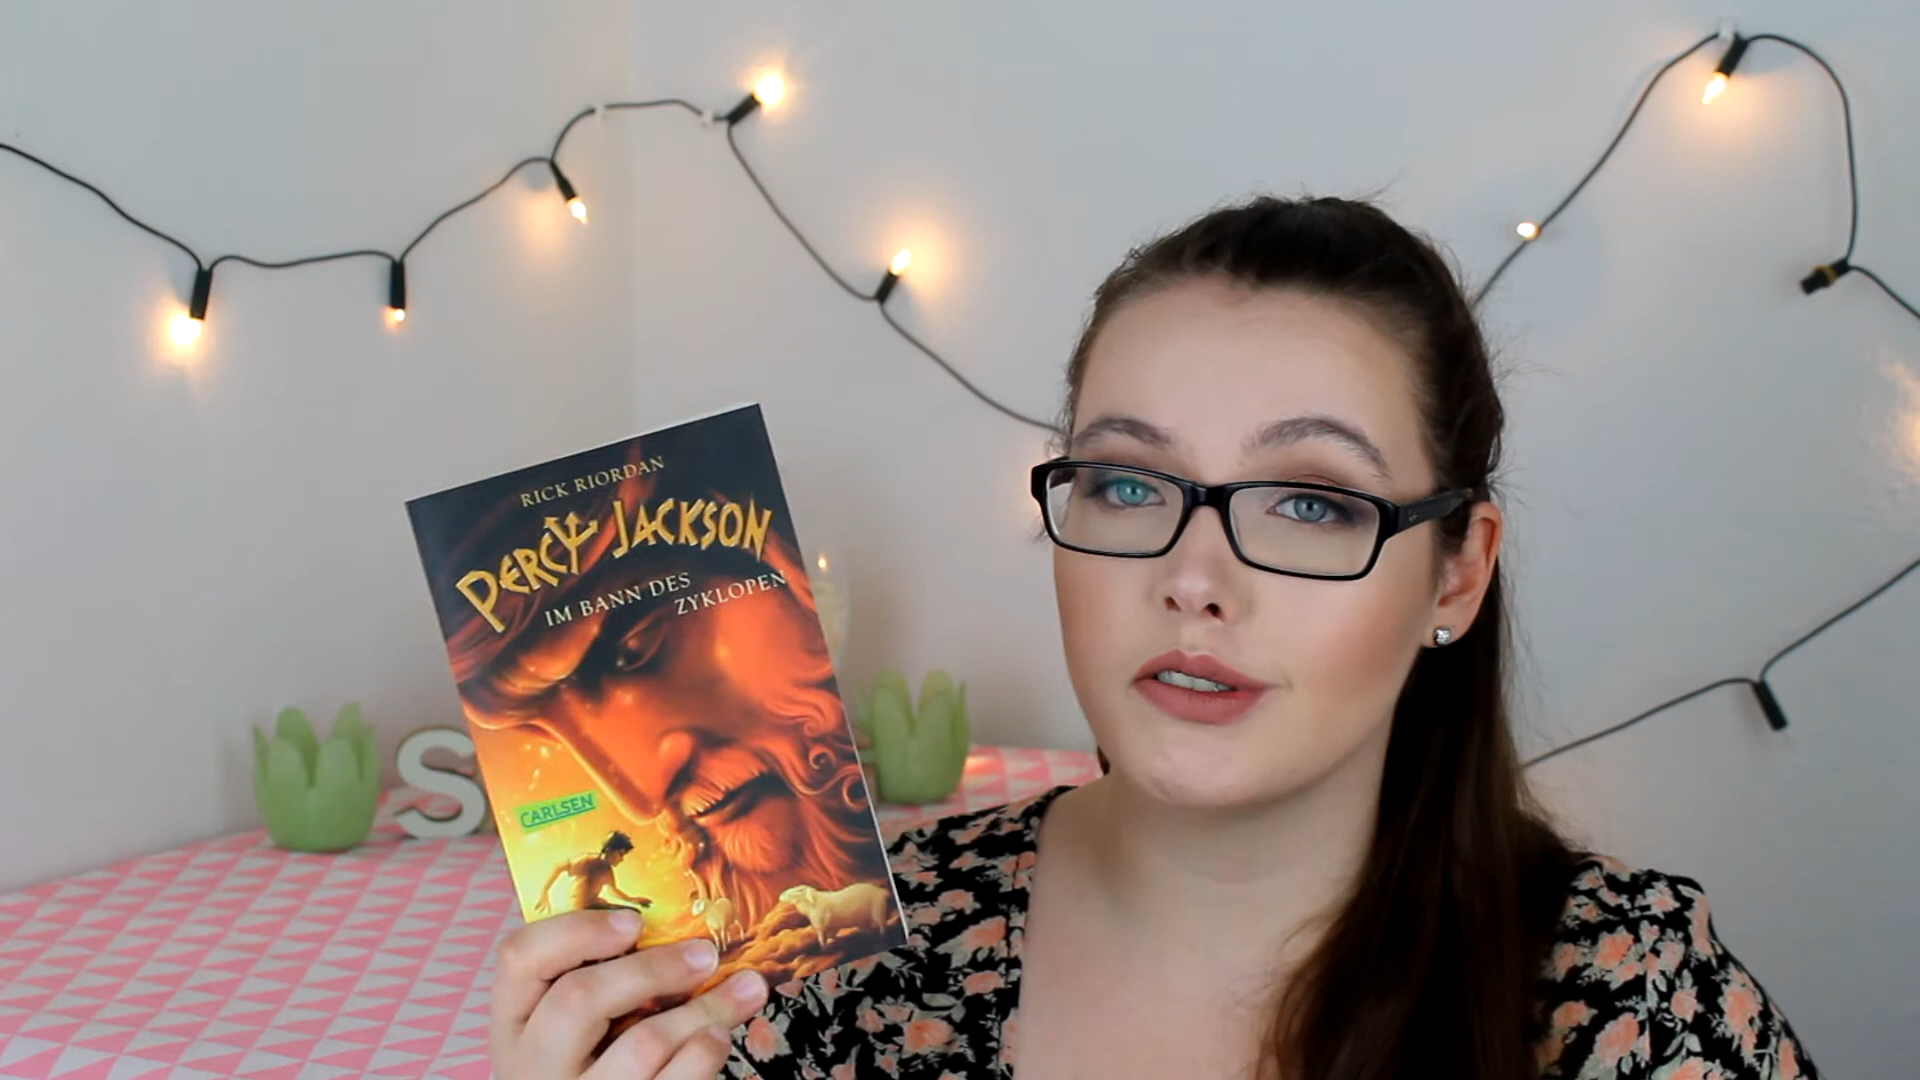 RICK RIORDAN
PERCY JACKSON
IM BANN DES
ZYKLOPEN
CARLSEN
S